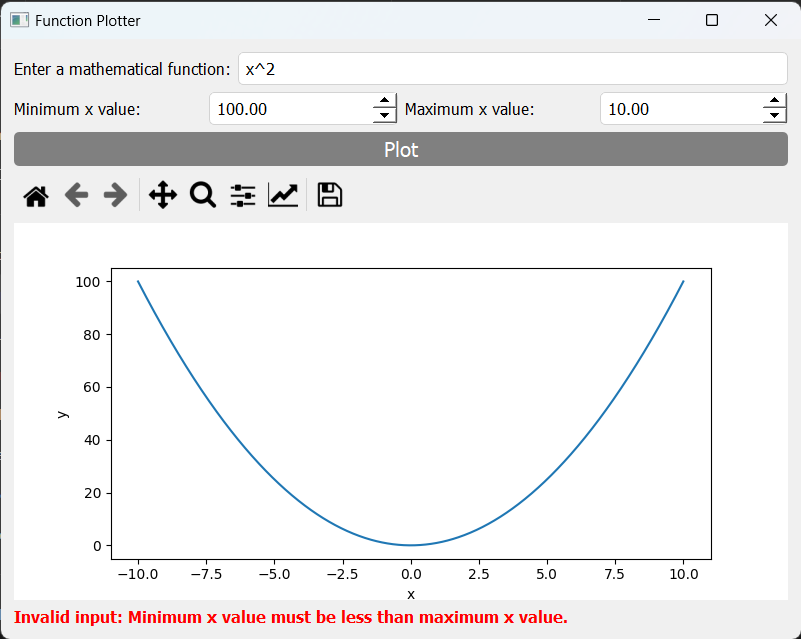 Function Plotter
Enter a mathematical function: x^2
Minimum x value: 100.00 Maximum x value: 10.00
Plot
100
80
60
40
20
0
y
−10.0 −7.5 −5.0 −2.5 0.0 2.5 5.0 7.5 10.0
x
Invalid input: Minimum x value must be less than maximum x value.